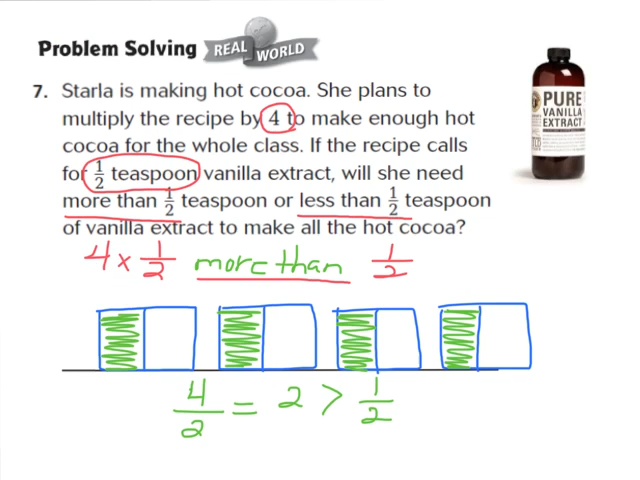 Problem Solving REAL WORLD
7. Starla is making hot cocoa. She plans to
multiply the recipe by 4 to make enough hot
cocoa for the whole class. If the recipe calls
for 1/2 teaspoon vanilla extract, will she need
more than 1/2 teaspoon or less than 1/2 teaspoon
of vanilla extract to make all the hot cocoa?
PURE
VANILLA
EXTRACT
4 × 1/2 more than 1/2
4/2 = 2 > 1/2